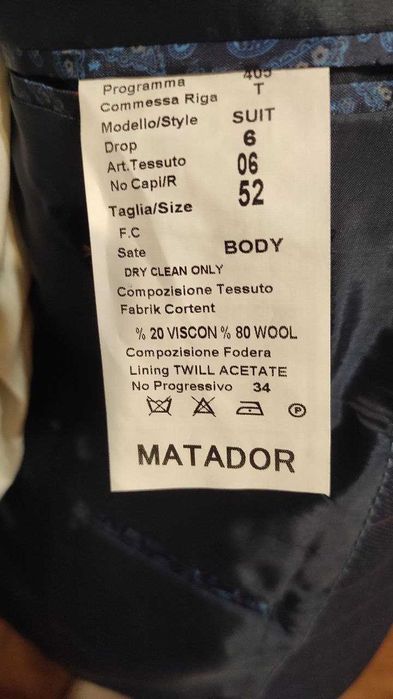 Programma 405
Commessa Riga T
Modello/Style SUIT
Drop 6
Art.Tessuto 06
No Capi/R
Taglia/Size 52
F.C
Sate BODY
DRY CLEAN ONLY
Compozisione Tessuto
Fabrik Cortent
% 20 VISCON % 80 WOOL
Compozisione Fodera
Lining TWILL ACETATE
No Progressivo 34
P
MATADOR